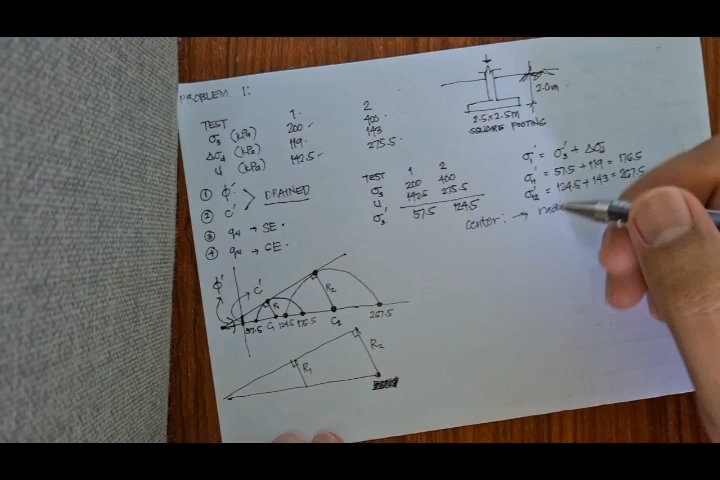 PROBLEM 1:
TEST 1. 2
σ3 (kPa) 200 400
Δσd (kPa) 119. 143
u (kPa) 142.5 275.5
① φ'
② c'
DRAINED
③ qu → SE
④ qu → CE
2.0m
2.5 x 2.5m
SQUARE FOOTING
TEST 1 2
σ3 200 400
u 142.5 275.5
σ3' 57.5 124.5
σ1' = σ3' + Δσd
σ11' = 57.5 + 119 = 176.5
σ12' = 124.5 + 143 = 267.5
center: →
φ' c' R1 R2
57.5 C1 124.5 176.5 C2 267.5
R1 R2